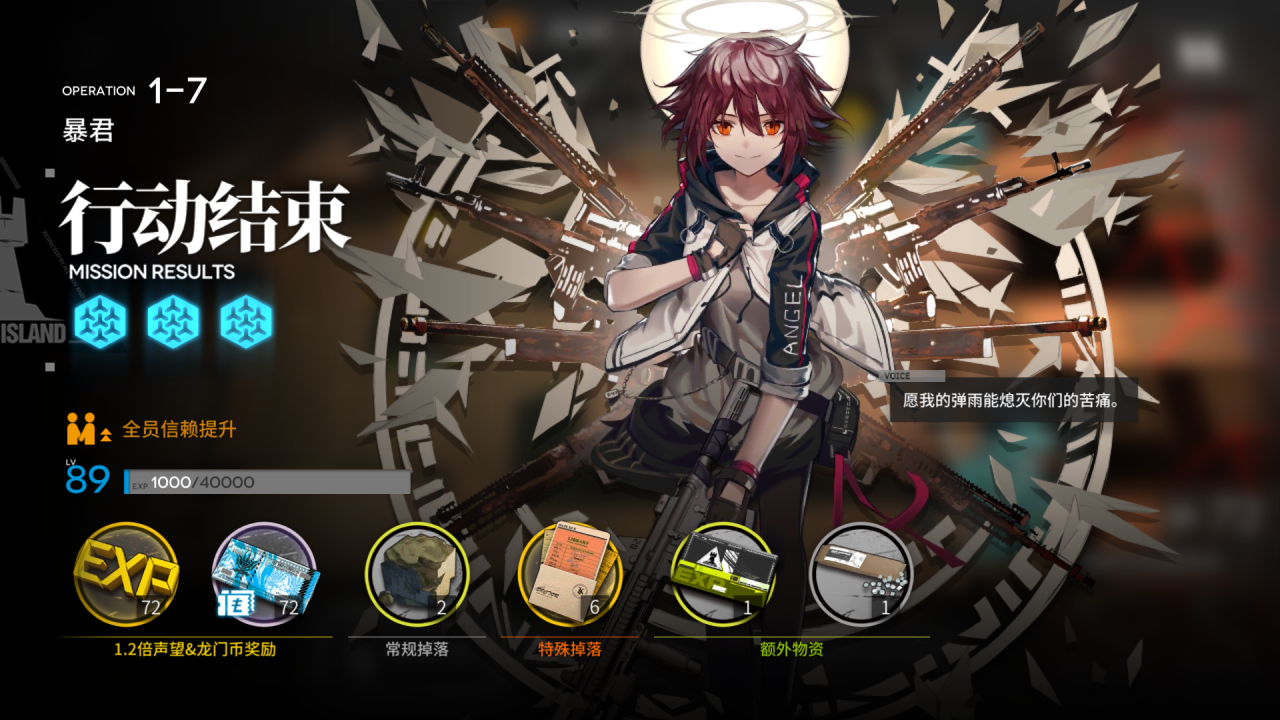 OPERATION 1-7
暴君
行动结束
MISSION RESULTS
ISLAND
ANGEL
VOICE
愿我的弹雨能熄灭你们的苦痛。
全员信赖提升
LV
89
EXP 1000/40000
EXP
72
72
2
LIBRARY
6
EXP
1
1
1.2倍声望&龙门币奖励
常规掉落
特殊掉落
额外物资